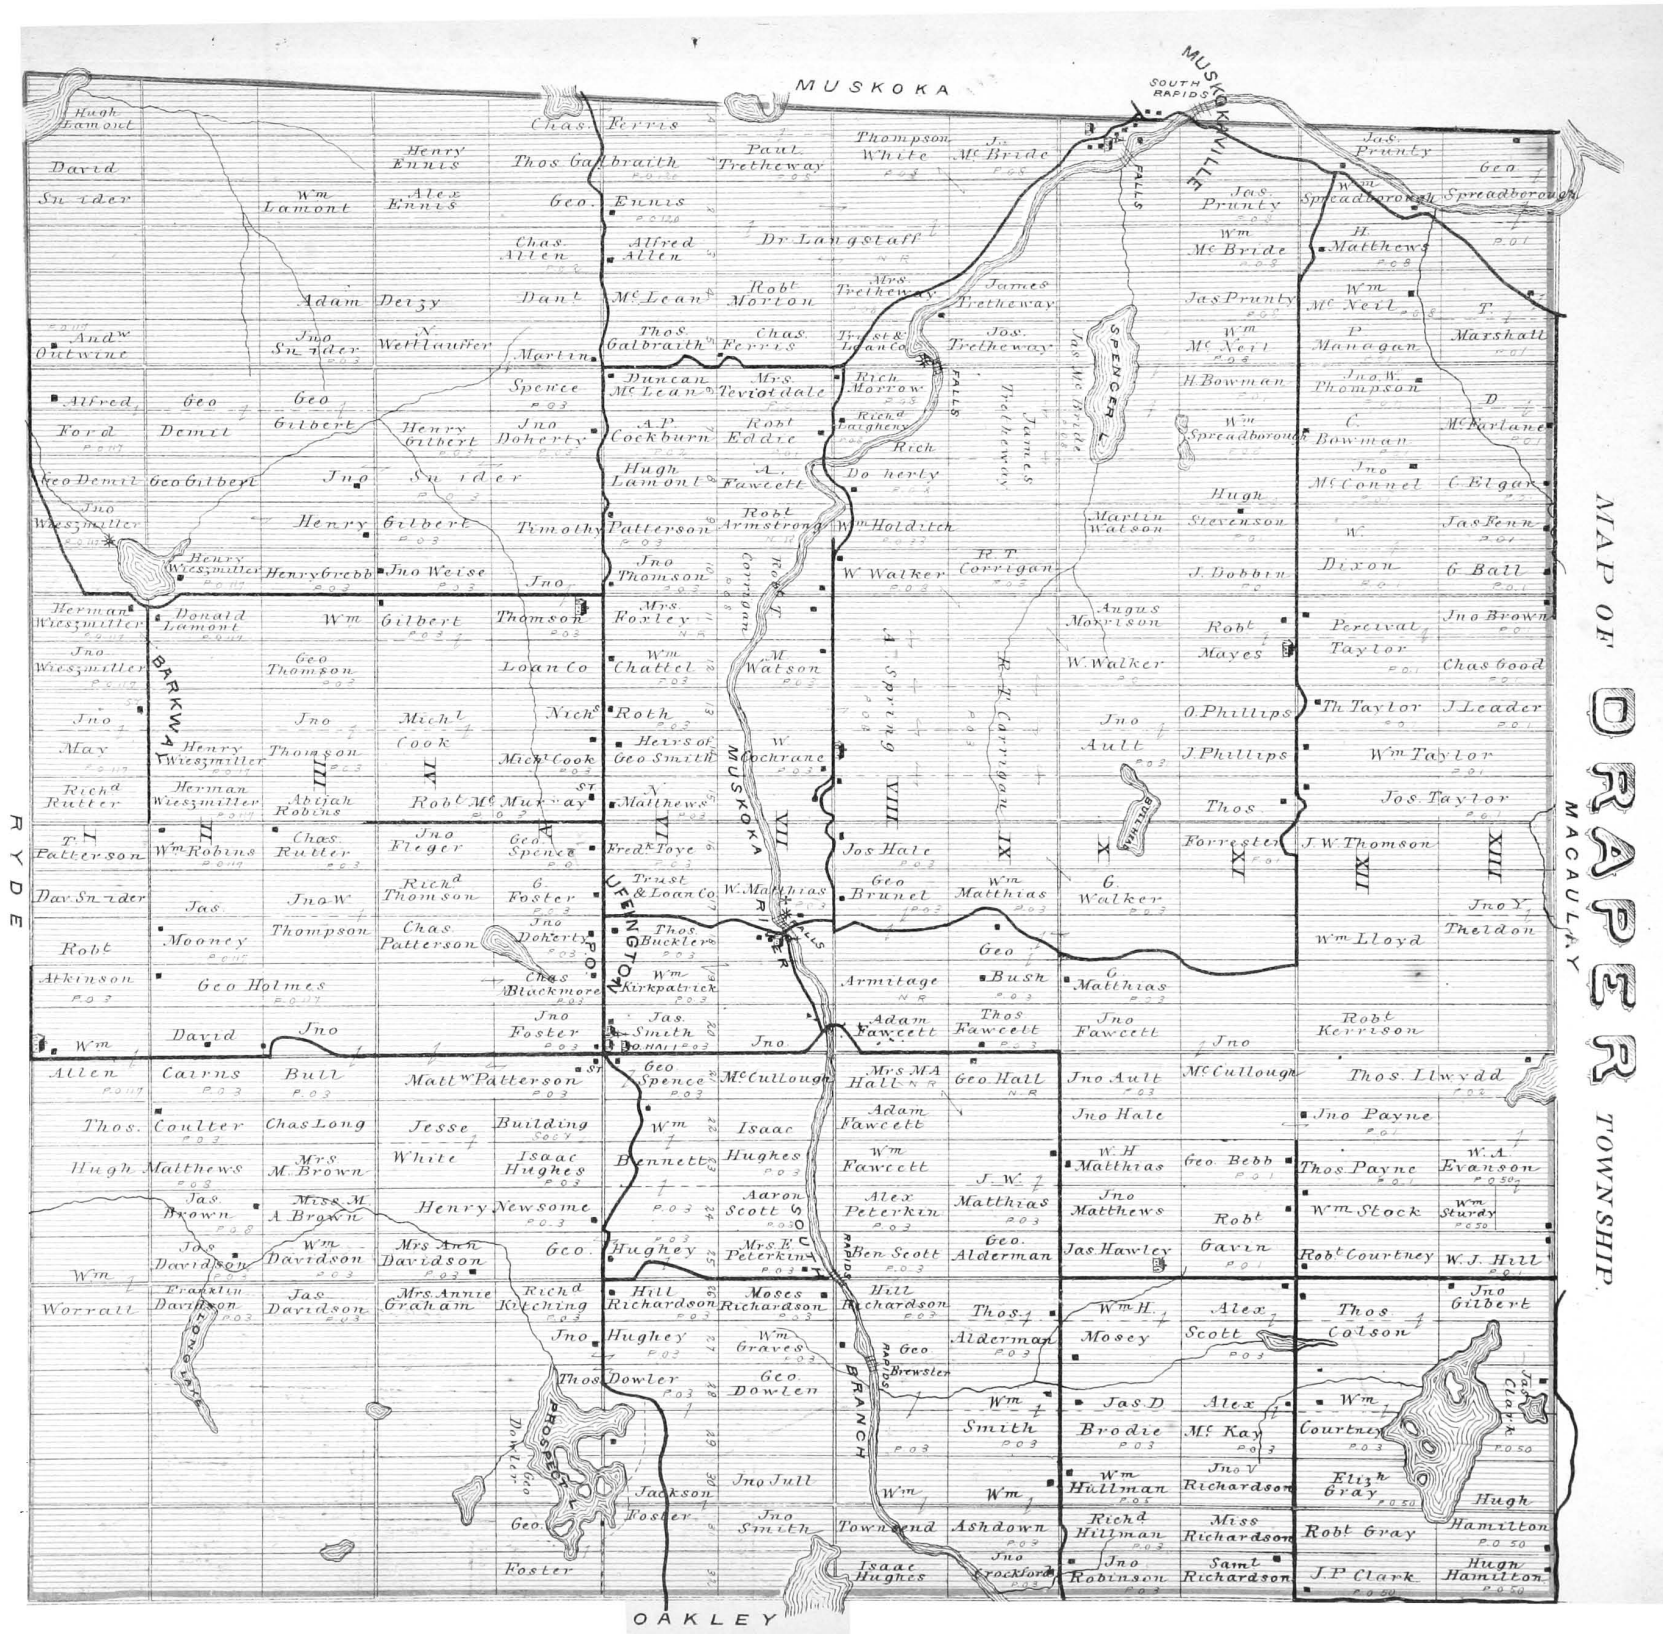 MUSKOKA
SOUTH
RAPIDS
MUSKOKAVILLE
FALLS
Hugh
Lamont
Chas. Ferris
David
Snider
Henry
Ennis
Thos Galbraith
Paul
Tretheway
Thompson
White
J.
McBride
Jas.
Prunty
Geo
Spreadborough
Wm
Lamont
Alex
Ennis
Geo. Ennis
Jas.
Prunty
Wm
Spreadborough
Chas.
Allen
Alfred
Allen
Dr Langstaff
Wm
McBride
H.
Matthews
Adam Deizy
Danl McLean
Robt
Morton
Mrs.
Tretheway
James
Tretheway
Jas Prunty
Wm
McNeil
T.
Marshall
Andw
Outwine
Jno
Snider
N.
Wettlauffer
Martin
Spence
Thos.
Galbraith
Chas.
Ferris
Trust &
Loan Co
Jos.
Tretheway
Jas McBride
SPENCER L
Wm
McNeil
P
Managan
Duncan
McLean
Mrs.
Teviotdale
Rich
Morrow
FALLS
James
Tretheway
H Bowman
Jno. W.
Thompson
Alfred
Ford
Geo
Demil
Geo
Gilbert
Henry
Gilbert
Jno
Doherty
A.P.
Cockburn
Robt
Eddie
Wm
Spreadborough
C.
Bowman
D
McFarlane
Geo Demil
Geo Gilbert
Jno Snider
Hugh
Lamont
A.
Fawcett
Rich
Doherty
Jno
McConnel
C. Elgar
Jno
Wieszmiller
Henry Gilbert
Timothy Patterson
Robt
Armstrong
Wm Holditch
Martin
Watson
Hugh
Stevenson
W.
Dixon
Jas Fenn
Henry
Wieszmiller
Henry Grebb
Jno Weise
Jno.
Thomson
Jno
Thomson
Robt T
Corrigan
W Walker
R.T.
Corrigan
J. Dobbin
G Ball
Herman
Wieszmiller
Donald
Lamont
Wm Gilbert
Mrs.
Foxley
Angus
Morrison
Robt
Mayes
Percival
Taylor
Jno Brown
Jno.
Wieszmiller
BARKWAY
Geo
Thomson
Loan Co
Wm
Chattel
M.
Watson
A. Spring
R.T. Corrigan
W. Walker
Chas Good
Jno
May
Jno
Thomson
Michl
Cook
Nichs Roth
Jno
Ault
O. Phillips
Th Taylor
J. Leader
Henry
Wieszmiller
Michl Cook
Heirs of
Geo Smith
W
Cochrane
J. Phillips
Wm Taylor
Richd
Rutter
Herman
Wieszmiller
Abijah
Robins
Robt McMurray
N
Matthews
MUSKOKA RIVER
BULL HEAD
Thos.
Forrester
Jos. Taylor
I
II
III
IV
V
VI
VII
VIII
IX
X
XI
XII
XIII
T.
Patterson
Wm Robins
Chas.
Rutter
Jno
Fleger
Geo.
Spence
Fredk Toye
Jos Hale
J.W. Thomson
Dav. Snider
Jas.
Mooney
Jno W
Thompson
Richd
Thomson
G.
Foster
UFFINGTON
P.O.
Trust
& Loan Co
W. Matthias
Geo
Brunel
Wm
Matthias
G.
Walker
Jno Y
Theldon
Robt
Atkinson
Chas
Patterson
Jno
Doherty
Thos
Buckler
FALLS
Geo
Bush
Wm Lloyd
Geo Holmes
Chas
Blackmore
Wm
Kirkpatrick
Armitage
G.
Matthias
Wm
Allen
David
Cairns
Jno
Bull
Jno
Foster
Jas.
Smith
Jno.
McCullough
Adam
Fawcett
Thos
Fawcett
Jno
Fawcett
Jno
McCullough
Robt
Kerrison
Mattw Patterson
Geo
Spence
Mrs MA
Hall
Geo. Hall
Jno Ault
Thos. Llwydd
Thos. Coulter
Chas Long
Jesse
White
Building
Socy
Wm
Bennett
Isaac
Hughes
Adam
Fawcett
Jno Hale
Jno Payne
Hugh Matthews
Mrs
M. Brown
Isaac
Hughes
Wm
Fawcett
W.H
Matthias
Geo. Bebb
Thos Payne
W.A
Evanson
Jas.
Brown
Miss M.
A Brown
Henry Newsome
Aaron
Scott
Alex
Peterkin
J.W.
Matthias
Jno
Matthews
Robt
Gavin
Wm Stock
Wm
Sturdy
Jas
Davidson
Wm
Davidson
Mrs Ann
Davidson
Geo. Hughey
Mrs. E
Peterkin
SOUTH
RAPIDS
Ben Scott
Geo.
Alderman
Jas Hawley
Robt Courtney
W.J. Hill
Wm
Worrall
Franklin
Davidson
LONG LAKE
Jas
Davidson
Mrs. Annie
Graham
Richd
Kitching
Hill
Richardson
Moses
Richardson
Hill
Richardson
Thos.
Alderman
Wm H.
Mosey
Alex
Scott
Thos.
Colson
Jno
Gilbert
Jno Hughey
Wm
Graves
Geo
Brewster
RAPIDS
BRANCH
Thos Dowler
Geo.
Dowlen
Wm
Smith
Jas. D
Brodie
Alex
McKay
Wm
Courtney
Jas
Clark
PROSPECT L
Geo
Dowler
Jackson
Foster
Jno Jull
Wm
Townsend
Wm
Ashdown
Wm
Hillman
Jno V
Richardson
Elizh
Gray
Hugh
Hamilton
Geo.
Foster
Jno
Smith
Richd
Hillman
Miss
Richardson
Robt Gray
Isaac
Hughes
Jno
Crockford
Jno
Robinson
Saml
Richardson
J.P Clark
Hugh
Hamilton
RYDE
MACAULAY
OAKLEY
MAP OF
DRAPER
TOWNSHIP.